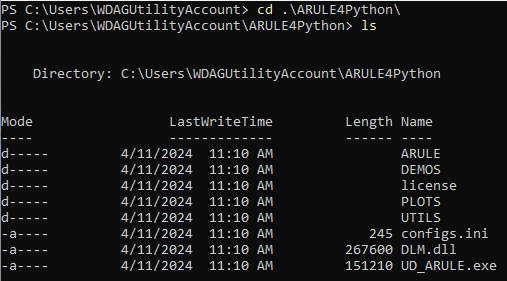 PS C:\Users\WDAGUtilityAccount> cd .\ARULE4Python\
PS C:\Users\WDAGUtilityAccount\ARULE4Python> ls
Directory: C:\Users\WDAGUtilityAccount\ARULE4Python
Mode                 LastWriteTime         Length Name
----                 -------------         ------ ----
d-----         4/11/2024  11:10 AM                ARULE
d-----         4/11/2024  11:10 AM                DEMOS
d-----         4/11/2024  11:10 AM                license
d-----         4/11/2024  11:10 AM                PLOTS
d-----         4/11/2024  11:10 AM                UTILS
-a----         4/11/2024  11:10 AM            245 configs.ini
-a----         4/11/2024  11:10 AM         267600 DLM.dll
-a----         4/11/2024  11:10 AM         151210 UD_ARULE.exe